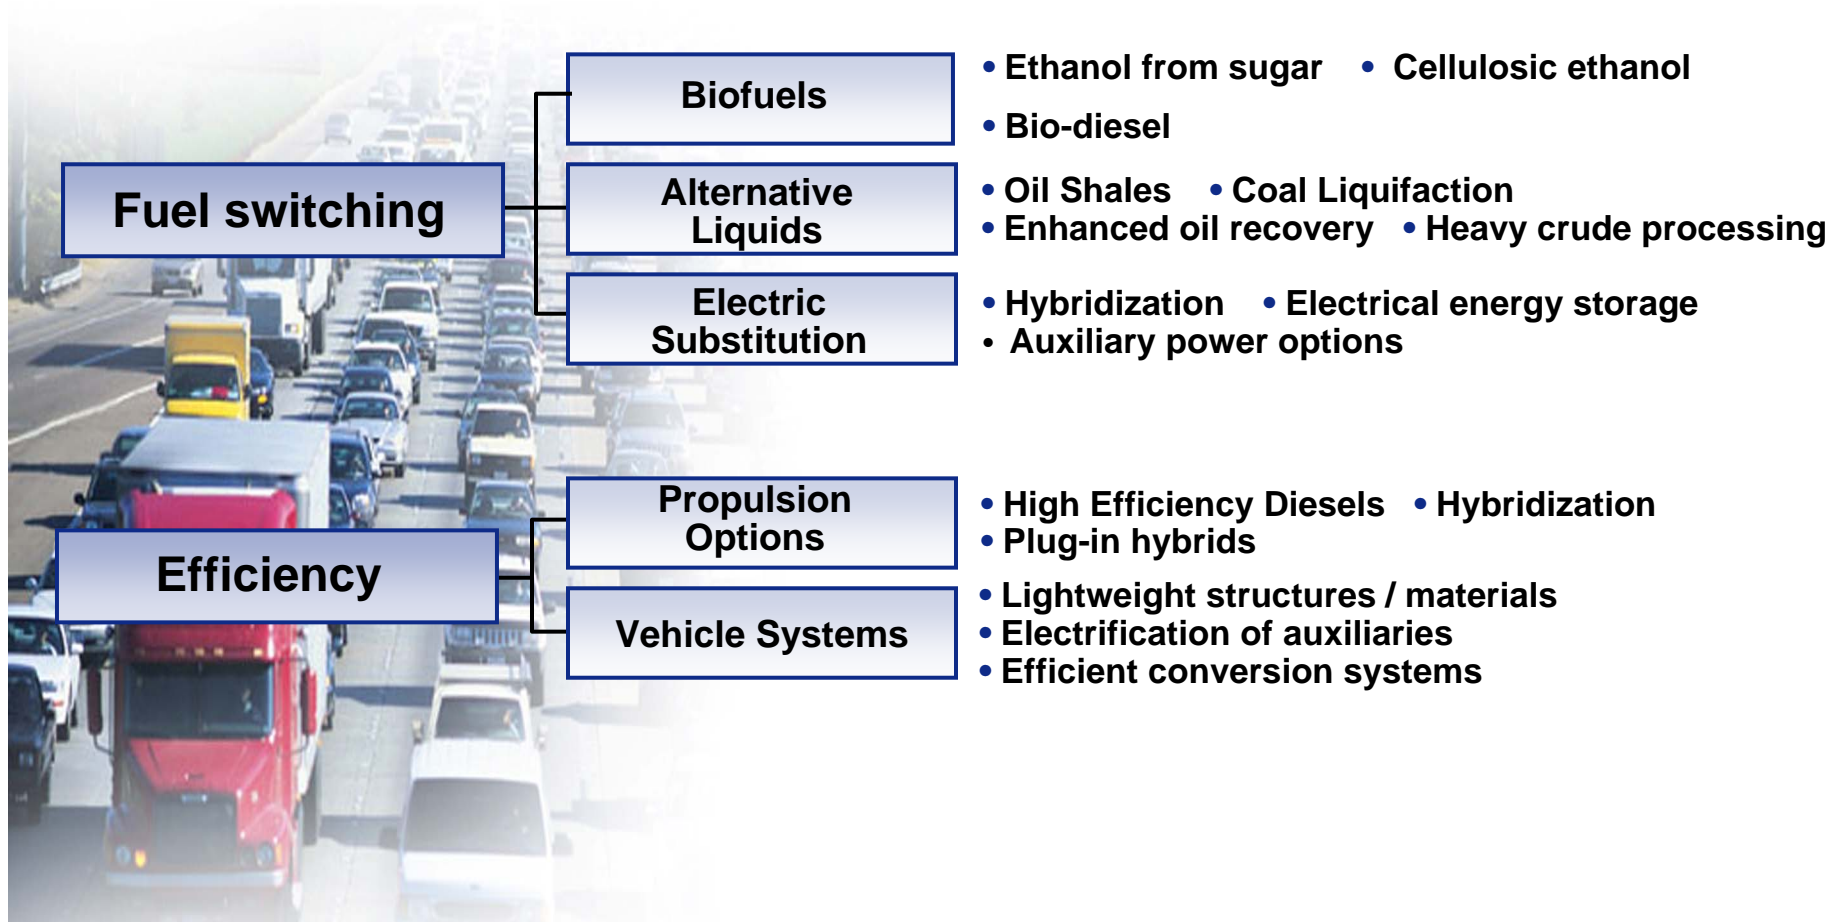 Fuel switching
Biofuels
• Ethanol from sugar • Cellulosic ethanol
• Bio-diesel
Alternative
Liquids
• Oil Shales • Coal Liquifaction
• Enhanced oil recovery • Heavy crude processing
Electric
Substitution
• Hybridization • Electrical energy storage
• Auxiliary power options
Efficiency
Propulsion
Options
• High Efficiency Diesels • Hybridization
• Plug-in hybrids
Vehicle Systems
• Lightweight structures / materials
• Electrification of auxiliaries
• Efficient conversion systems